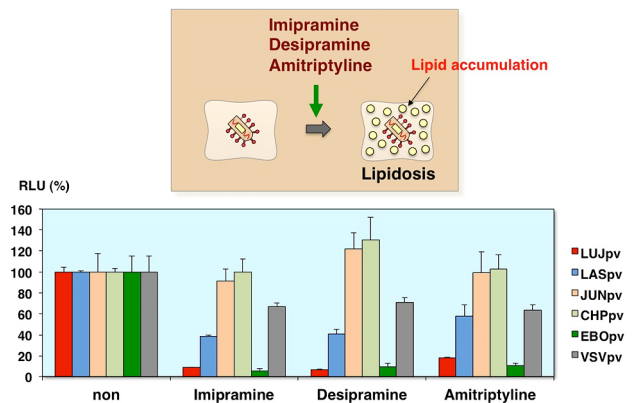 Imipramine
Desipramine
Amitriptyline
Lipid accumulation
Lipidosis
RLU (%)
160
140
120
100
80
60
40
20
0
non
Imipramine
Desipramine
Amitriptyline
LUJpv
LASpv
JUNpv
CHPpv
EBOpv
VSVpv